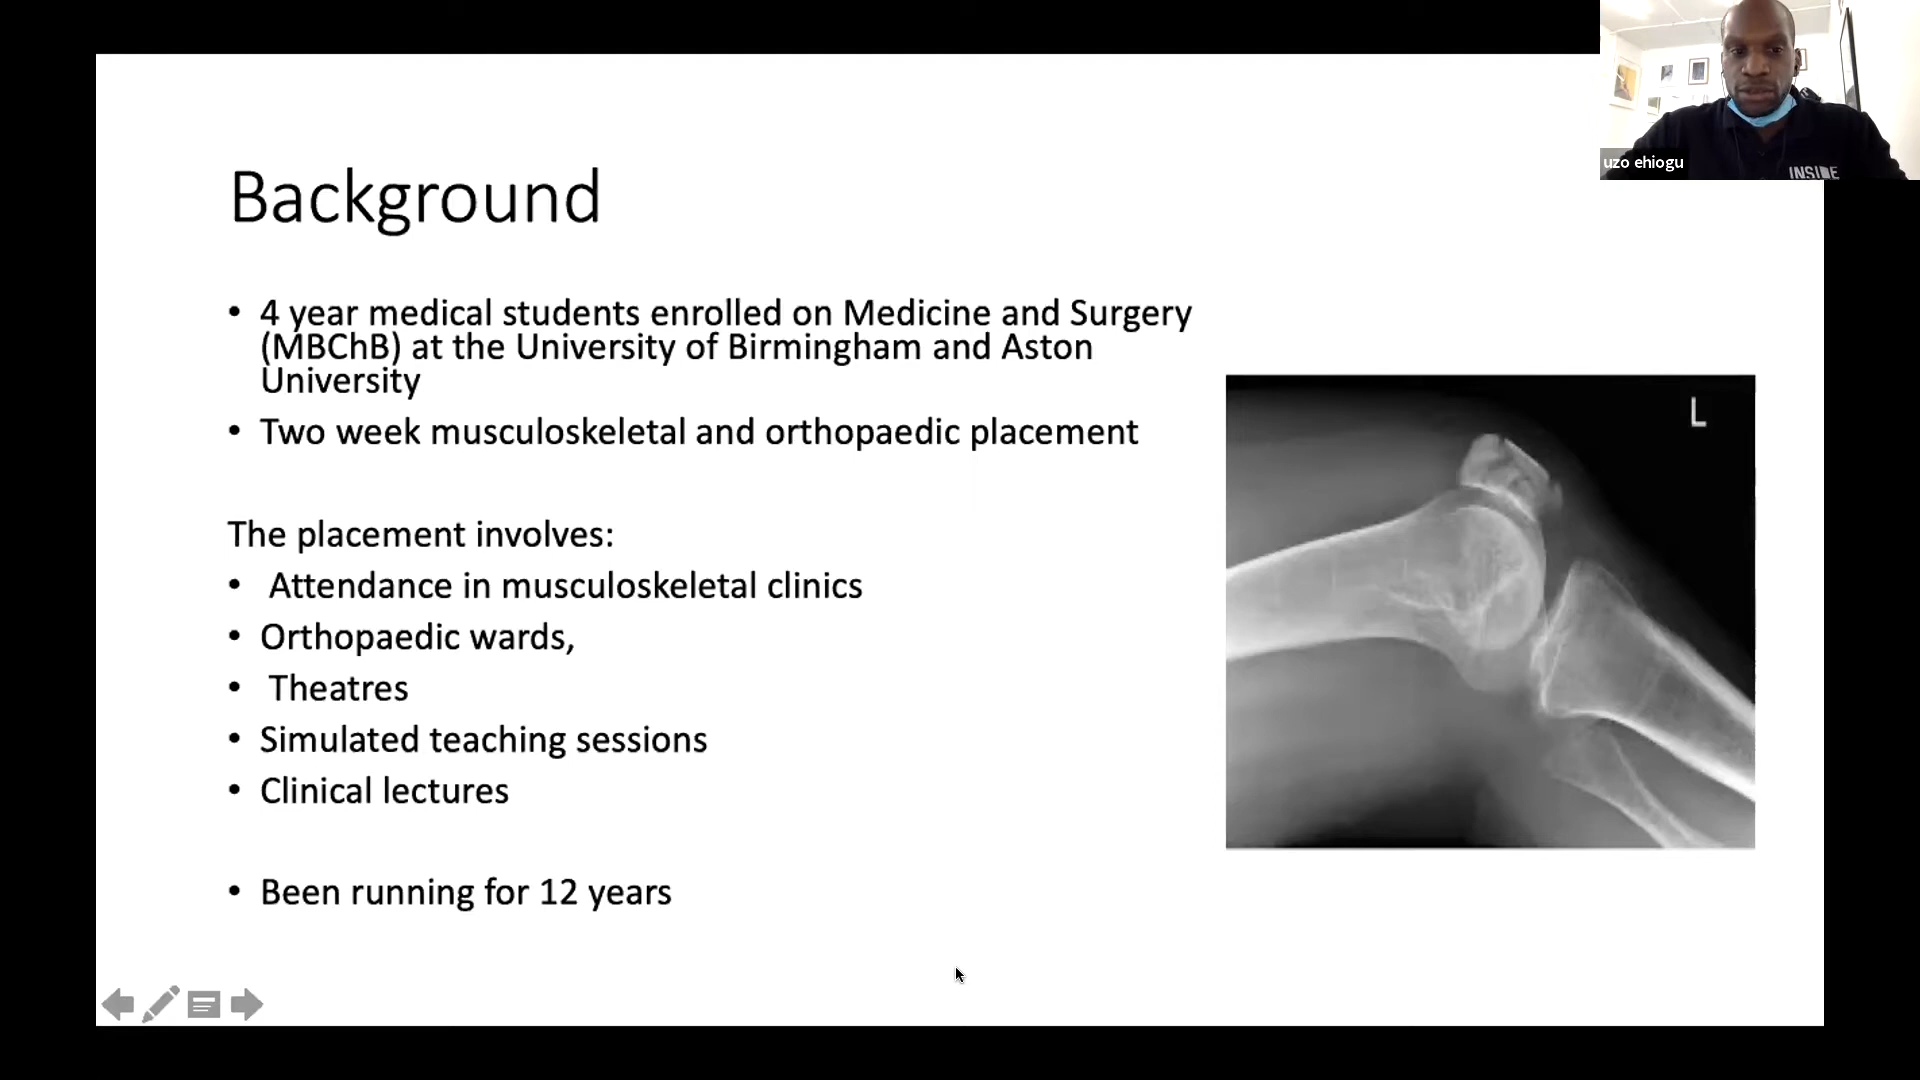 uzo ehiogu
INSIDE
Background
• 4 year medical students enrolled on Medicine and Surgery
(MBChB) at the University of Birmingham and Aston
University
• Two week musculoskeletal and orthopaedic placement
The placement involves:
• Attendance in musculoskeletal clinics
• Orthopaedic wards,
• Theatres
• Simulated teaching sessions
• Clinical lectures
• Been running for 12 years
L